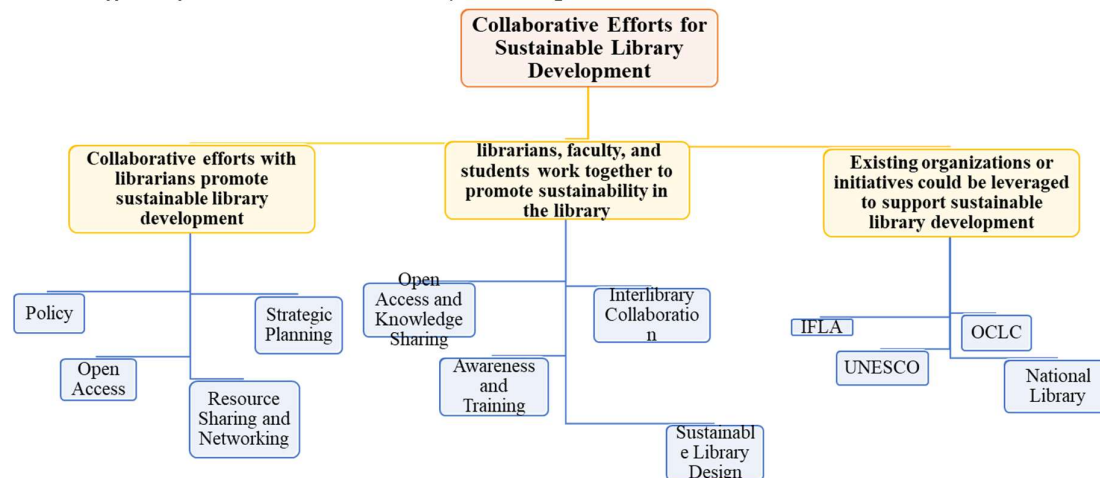 Collaborative Efforts for
Sustainable Library
Development
Collaborative efforts with
librarians promote
sustainable library
development
librarians, faculty, and
students work together to
promote sustainability in
the library
Existing organizations or
initiatives could be leveraged
to support sustainable
library development
Policy
Strategic
Planning
Open
Access
Resource
Sharing and
Networking
Open
Access and
Knowledge
Sharing
Interlibrary
Collaboratio
n
Awareness
and
Training
Sustainabl
e Library
Design
IFLA
OCLC
UNESCO
National
Library